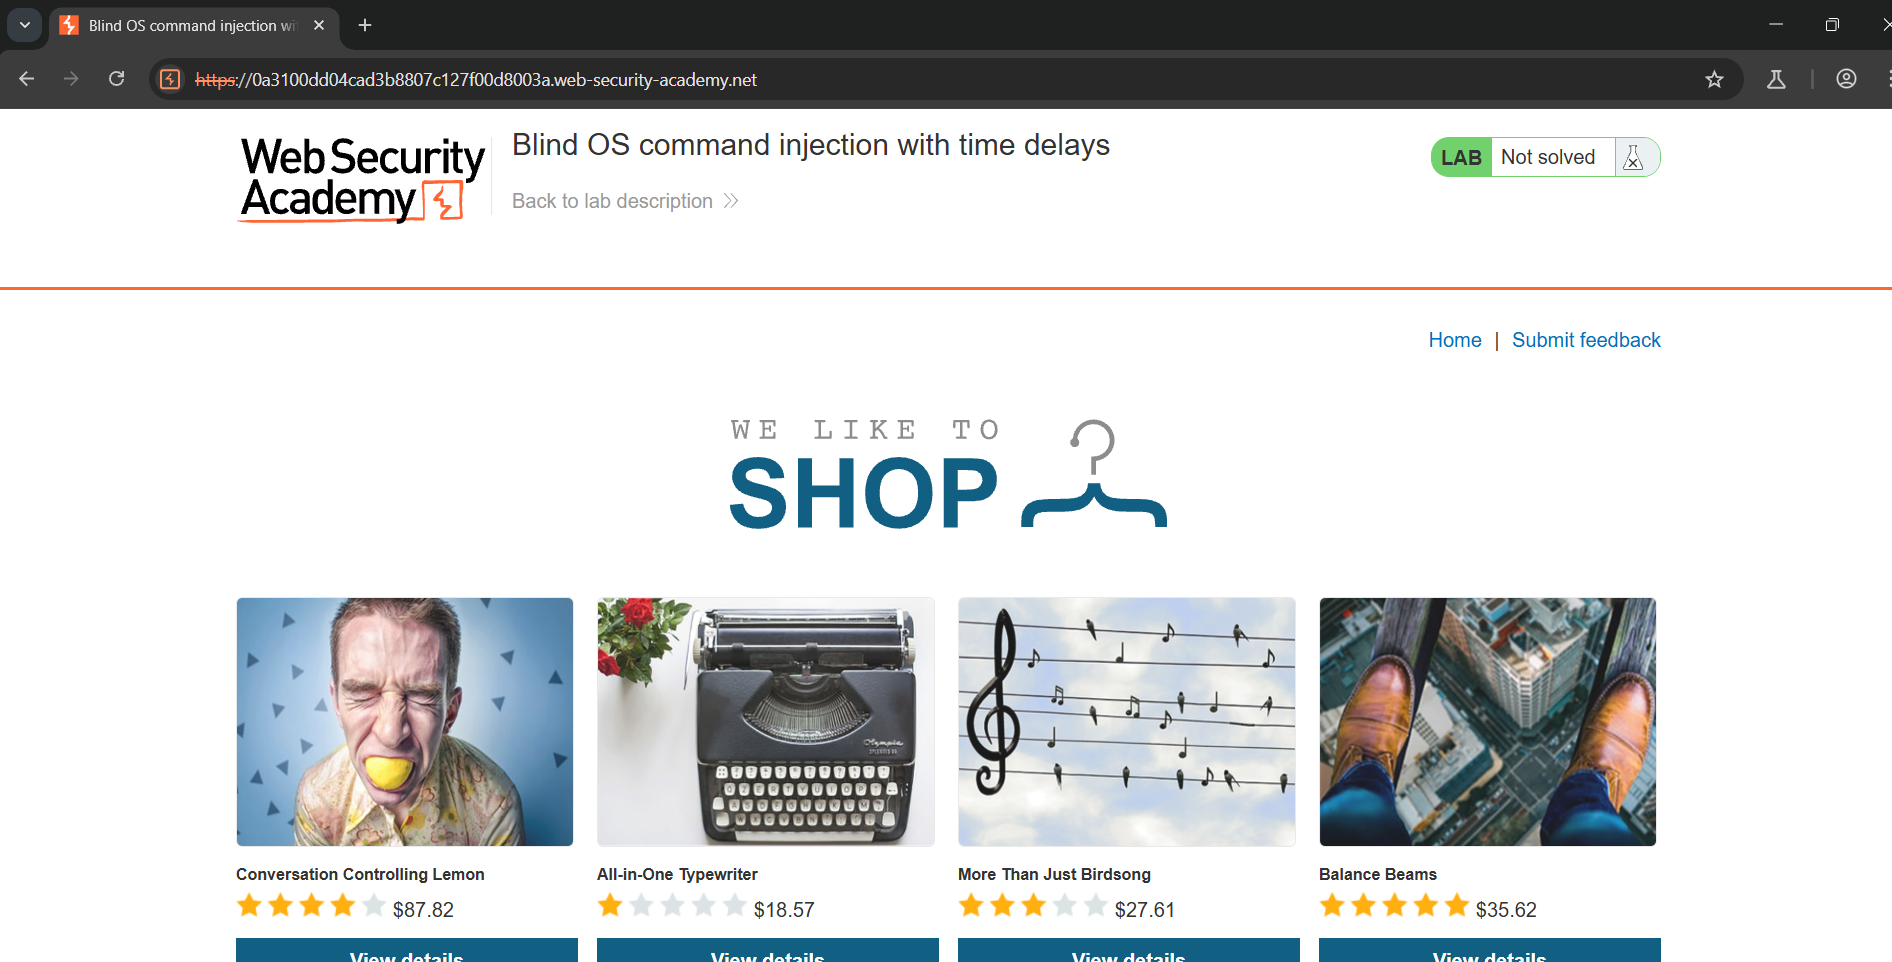 Blind OS command injection wi
https://0a3100dd04cad3b8807c127f00d8003a.web-security-academy.net
Web Security
Academy
Blind OS command injection with time delays
Back to lab description
LAB Not solved
Home | Submit feedback
WE LIKE TO
SHOP
Conversation Controlling Lemon
$87.82
View details
All-in-One Typewriter
$18.57
View details
More Than Just Birdsong
$27.61
View details
Balance Beams
$35.62
View details